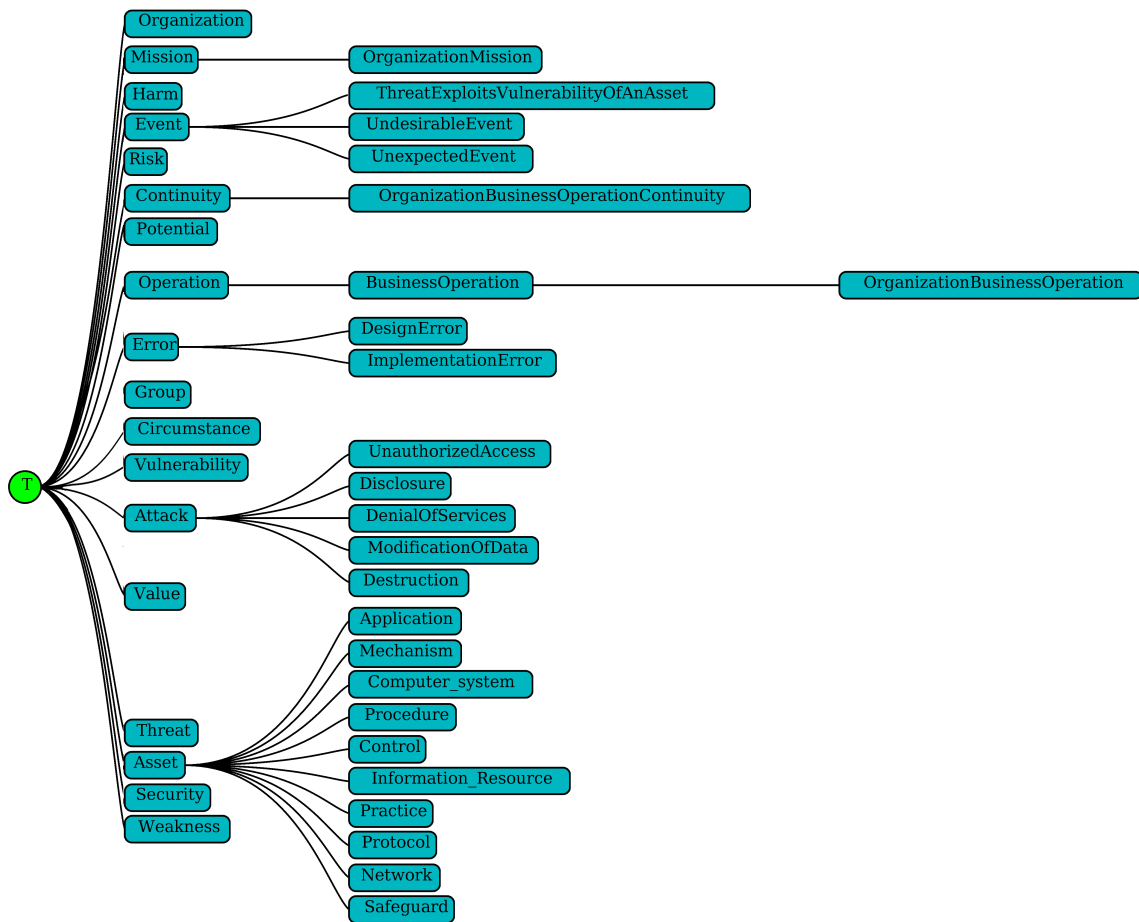 Organization
Mission
OrganizationMission
Harm
ThreatExploitsVulnerabilityOfAnAsset
Event
UndesirableEvent
UnexpectedEvent
Risk
Continuity
OrganizationBusinessOperationContinuity
Potential
Operation
BusinessOperation
OrganizationBusinessOperation
Error
DesignError
ImplementationError
Group
Circumstance
Vulnerability
T
Attack
UnauthorizedAccess
Disclosure
DenialOfServices
ModificationOfData
Destruction
Value
Threat
Asset
Application
Mechanism
Computer_system
Procedure
Control
Information_Resource
Practice
Protocol
Network
Safeguard
Security
Weakness